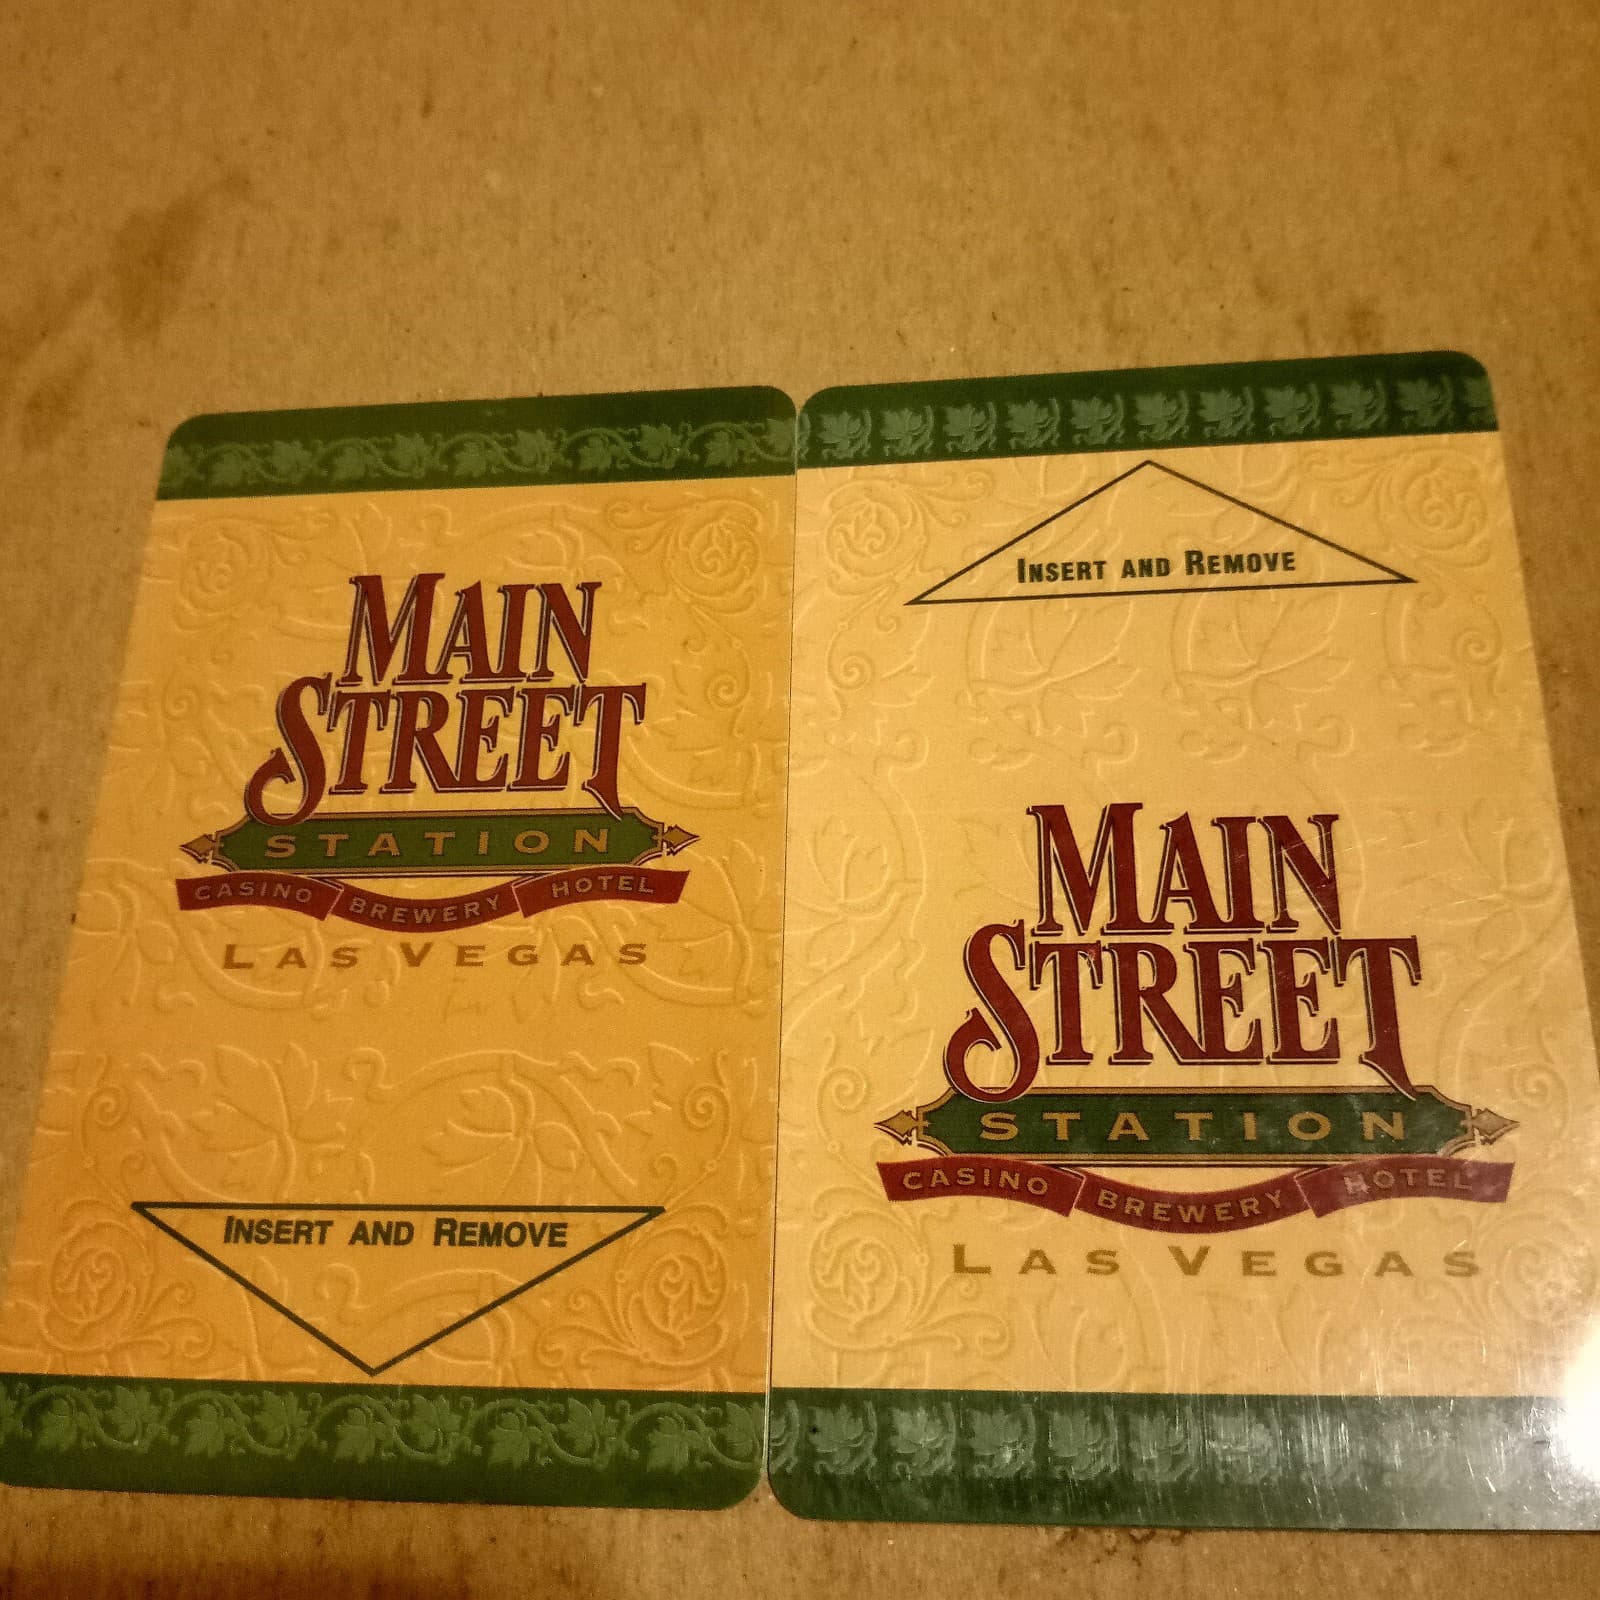 MAIN
STREET
STATION
CASINO BREWERY HOTEL
LAS VEGAS
INSERT AND REMOVE
INSERT AND REMOVE
MAIN
STREET
STATION
CASINO BREWERY HOTEL
LAS VEGAS